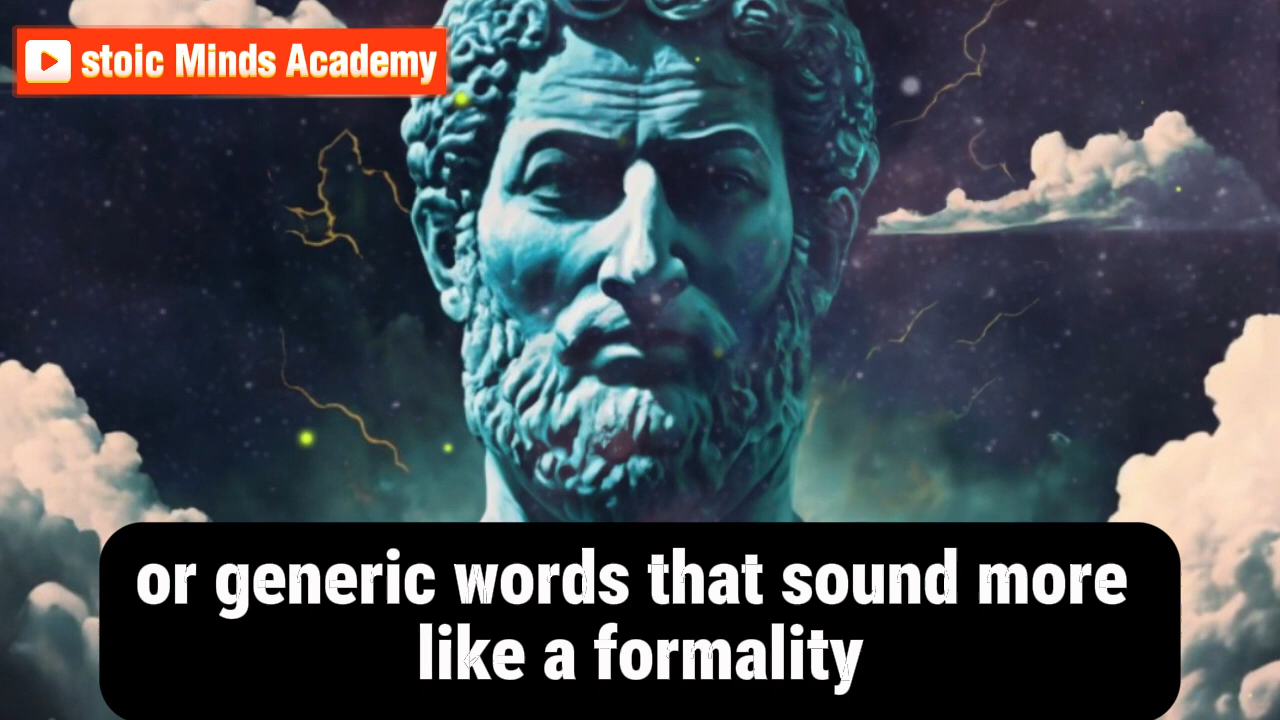 stoic Minds Academy
or generic words that sound more
like a formality